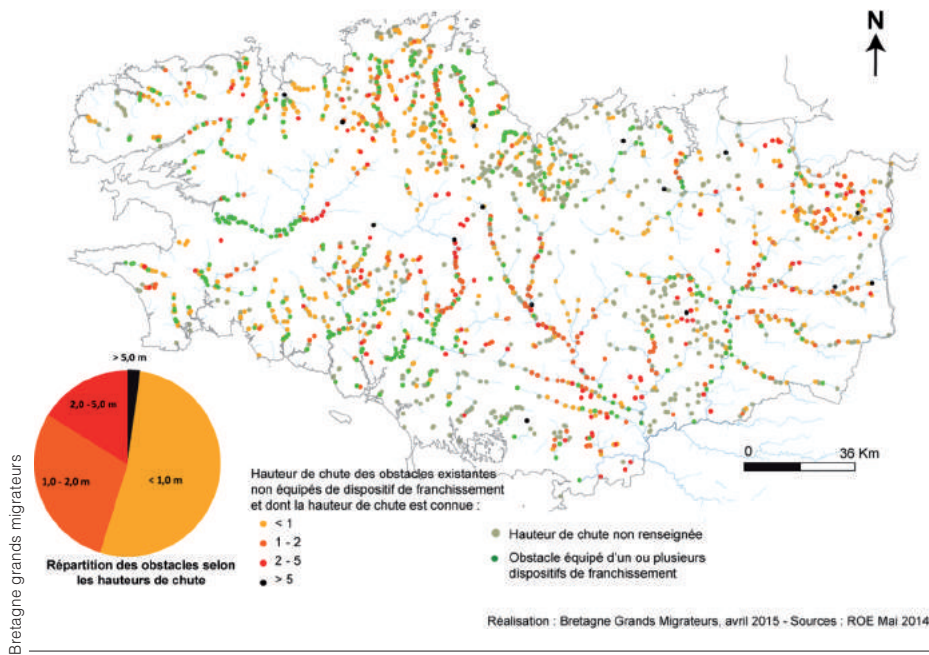 N
0
36 Km
> 5,0 m
2,0 - 5,0 m
1,0 - 2,0 m
< 1,0 m
Répartition des obstacles selon
les hauteurs de chute
Hauteur de chute des obstacles existantes
non équipés de dispositif de franchissement
et dont la hauteur de chute est connue :
< 1
1 - 2
2 - 5
> 5
Hauteur de chute non renseignée
Obstacle équipé d'un ou plusieurs
dispositifs de franchissement
Réalisation : Bretagne Grands Migrateurs, avril 2015 - Sources : ROE Mai 2014
Bretagne grands migrateurs